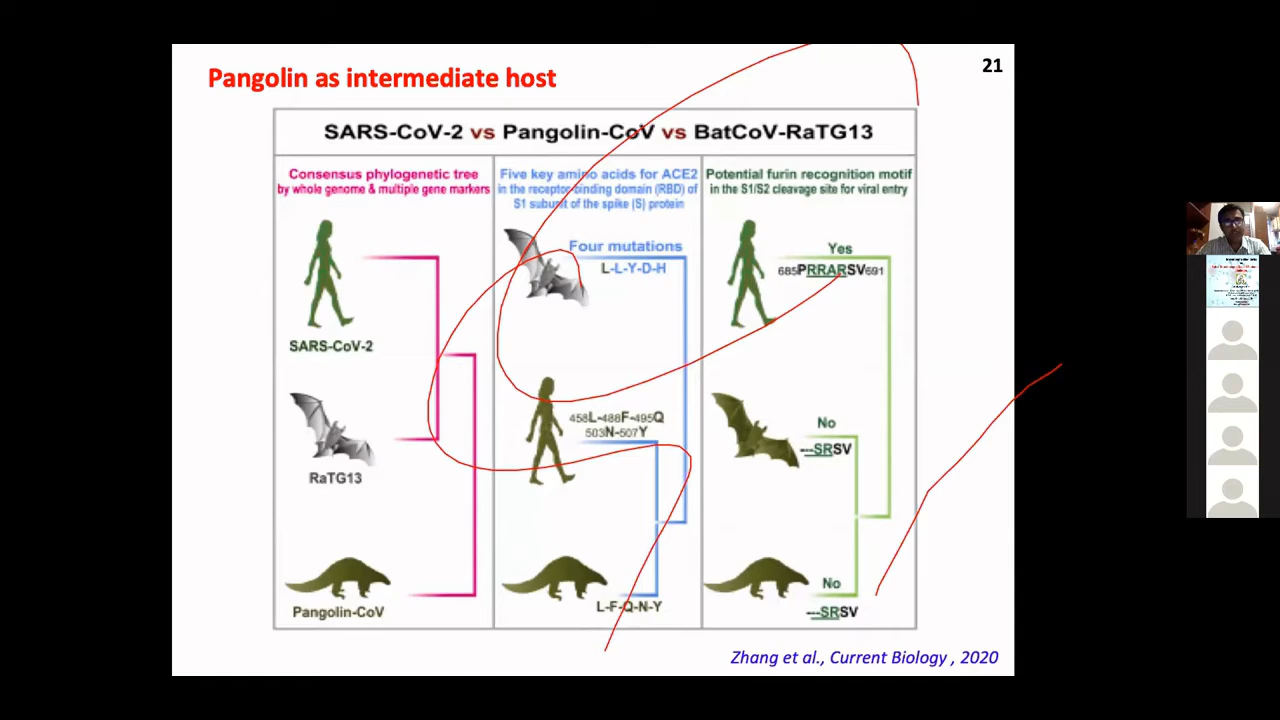 Pangolin as intermediate host
21
SARS-CoV-2 vs Pangolin-CoV vs BatCoV-RaTG13
Consensus phylogenetic tree
by whole genome & multiple gene markers
SARS-CoV-2
RaTG13
Pangolin-CoV
Five key amino acids for ACE2
in the receptor-binding domain (RBD) of
S1 subunit of the spike (S) protein
Four mutations
L-L-Y-D-H
458L-488F-495Q
503N-507Y
L-F-Q-N-Y
Potential furin recognition motif
in the S1/S2 cleavage site for viral entry
Yes
685PRRARSV691
No
---SRSV
No
---SRSV
Zhang et al., Current Biology , 2020